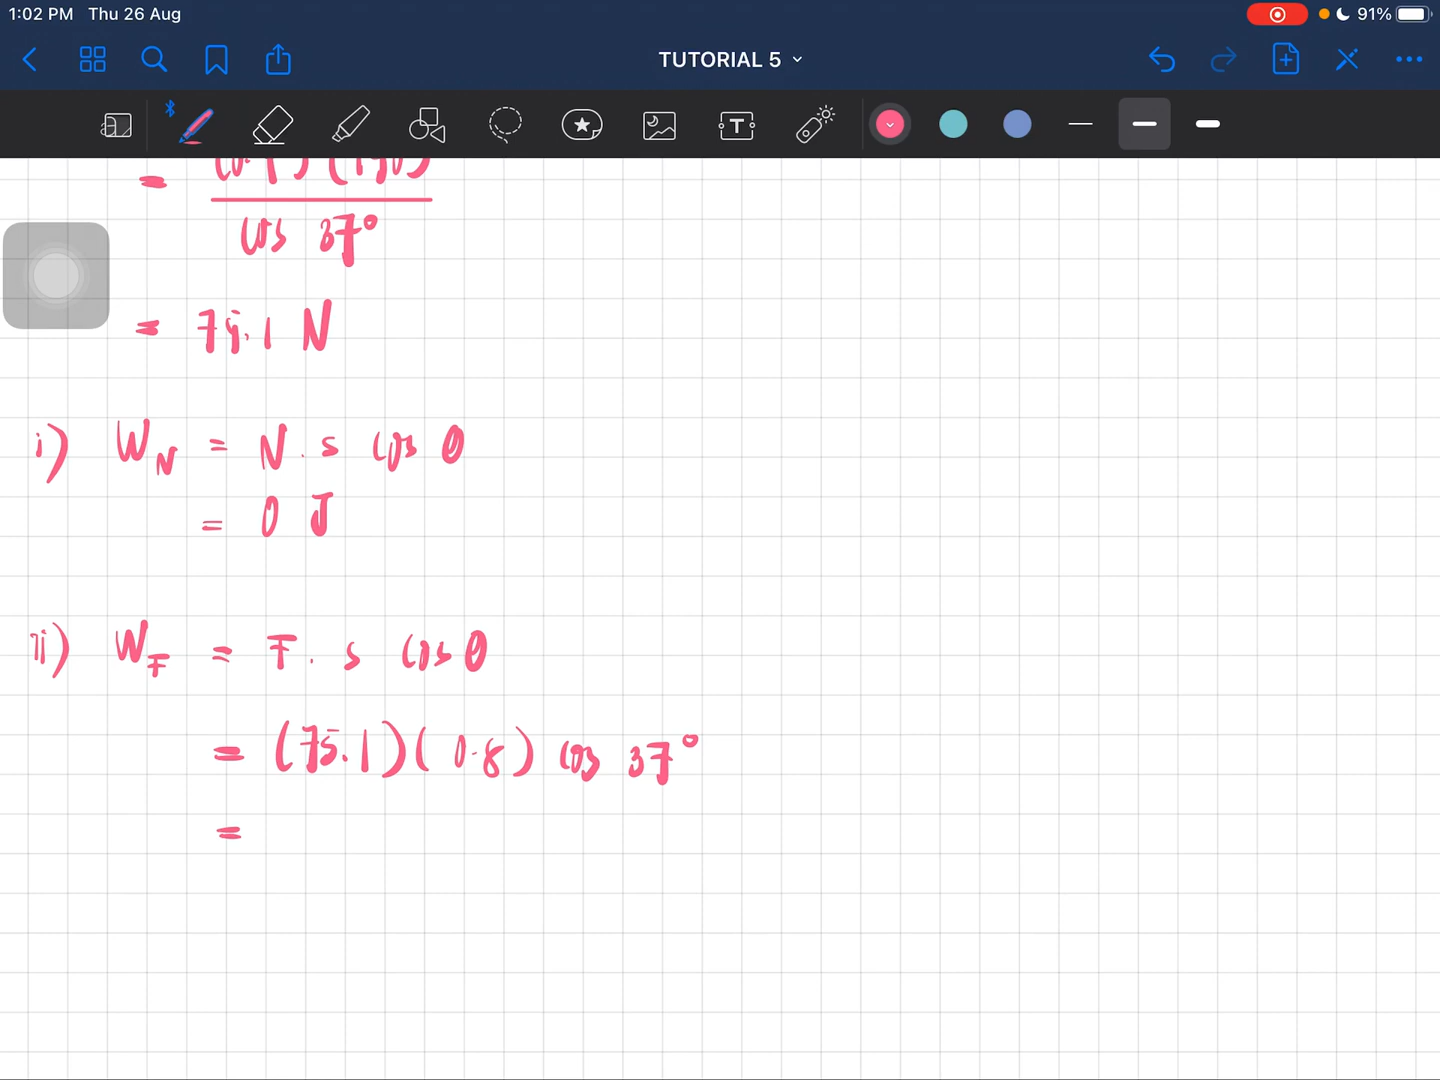 1:02 PM Thu 26 Aug 91%
TUTORIAL 5
=
cos 37°
= 75.1 N
i) W_N = N . s cos θ
= 0 J
ii) W_F = F . s cos θ
= (75.1)(0.8) cos 37°
=